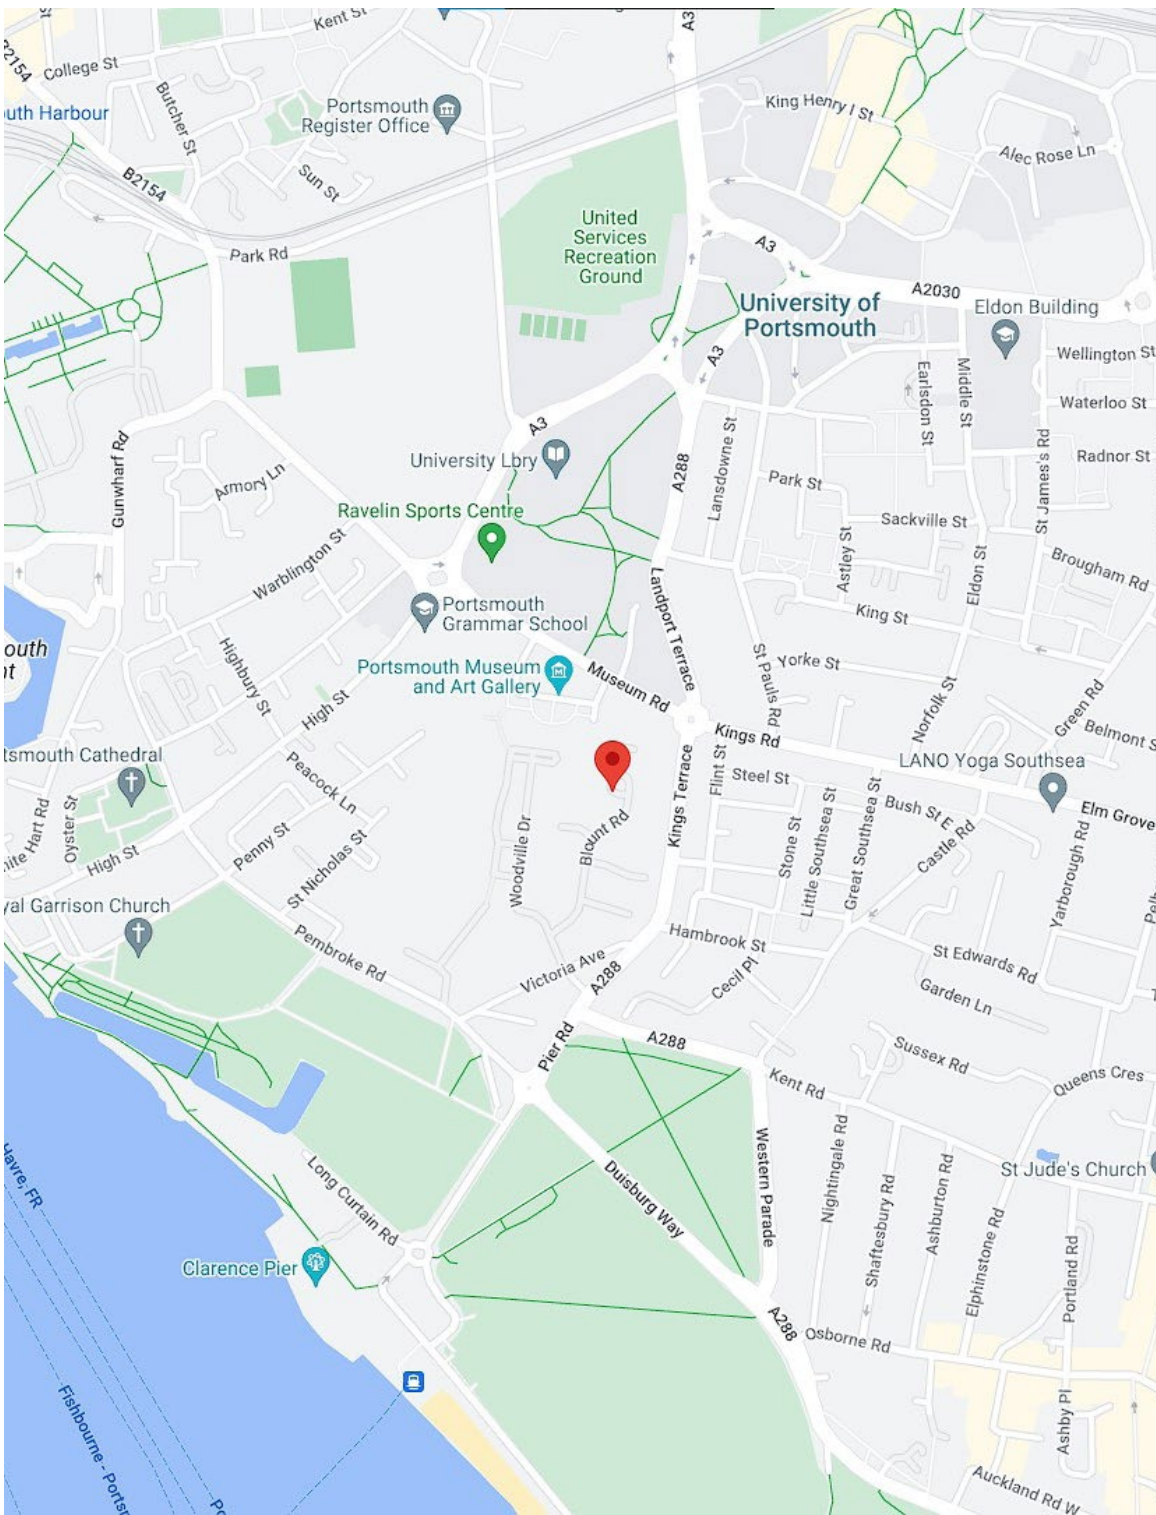 Kent St
A3
B2154
College St
Butcher St
uth Harbour
Portsmouth
Register Office
King Henry I St
Alec Rose Ln
B2154
Sun St
United
Services
Recreation
Ground
A3
Park Rd
A2030
University of
Portsmouth
Eldon Building
A3
Wellington St
Earlsdon St
Middle St
Waterloo St
A3
Lansdowne St
St James's Rd
Radnor St
University Lbry
A288
Gunwharf Rd
Armory Ln
Park St
Ravelin Sports Centre
Sackville St
Astley St
Eldon St
Brougham Rd
Warblington St
Portsmouth
Grammar School
Landport Terrace
King St
outh
nt
Highbury St
St Pauls Rd
Yorke St
Portsmouth Museum
and Art Gallery
Museum Rd
High St
Norfolk St
Green Rd
Belmont S
Kings Rd
tsmouth Cathedral
Peacock Ln
Kings Terrace
Flint St
Steel St
LANO Yoga Southsea
Bush St E
Elm Grove
hite Hart Rd
Oyster St
High St
Penny St
St Nicholas St
Woodville Dr
Blount Rd
Stone St
Little Southsea St
Great Southsea St
Castle Rd
Yarborough Rd
Pelh
yal Garrison Church
Pembroke Rd
Victoria Ave
A288
Hambrook St
Cecil Pl
St Edwards Rd
Garden Ln
Pier Rd
A288
Sussex Rd
Kent Rd
Queens Cres
Havre, FR
Long Curtain Rd
Duisburg Way
Western Parade
Nightingale Rd
Shaftesbury Rd
Ashburton Rd
Elphinstone Rd
St Jude's Church
Portland Rd
Clarence Pier
A288
Osborne Rd
Fishbourne - Ports
Po
Ashby Pl
Auckland Rd W